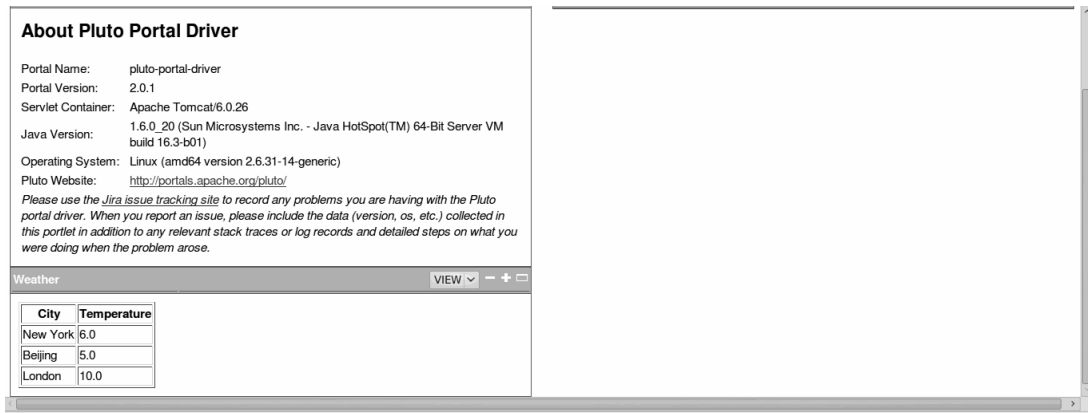 About Pluto Portal Driver
Portal Name: pluto-portal-driver
Portal Version: 2.0.1
Servlet Container: Apache Tomcat/6.0.26
Java Version: 1.6.0_20 (Sun Microsystems Inc. - Java HotSpot(TM) 64-Bit Server VM
build 16.3-b01)
Operating System: Linux (amd64 version 2.6.31-14-generic)
Pluto Website: http://portals.apache.org/pluto/
Please use the Jira issue tracking site to record any problems you are having with the Pluto
portal driver. When you report an issue, please include the data (version, os, etc.) collected in
this portlet in addition to any relevant stack traces or log records and detailed steps on what you
were doing when the problem arose.
Weather VIEW
City Temperature
New York 6.0
Beijing 5.0
London 10.0